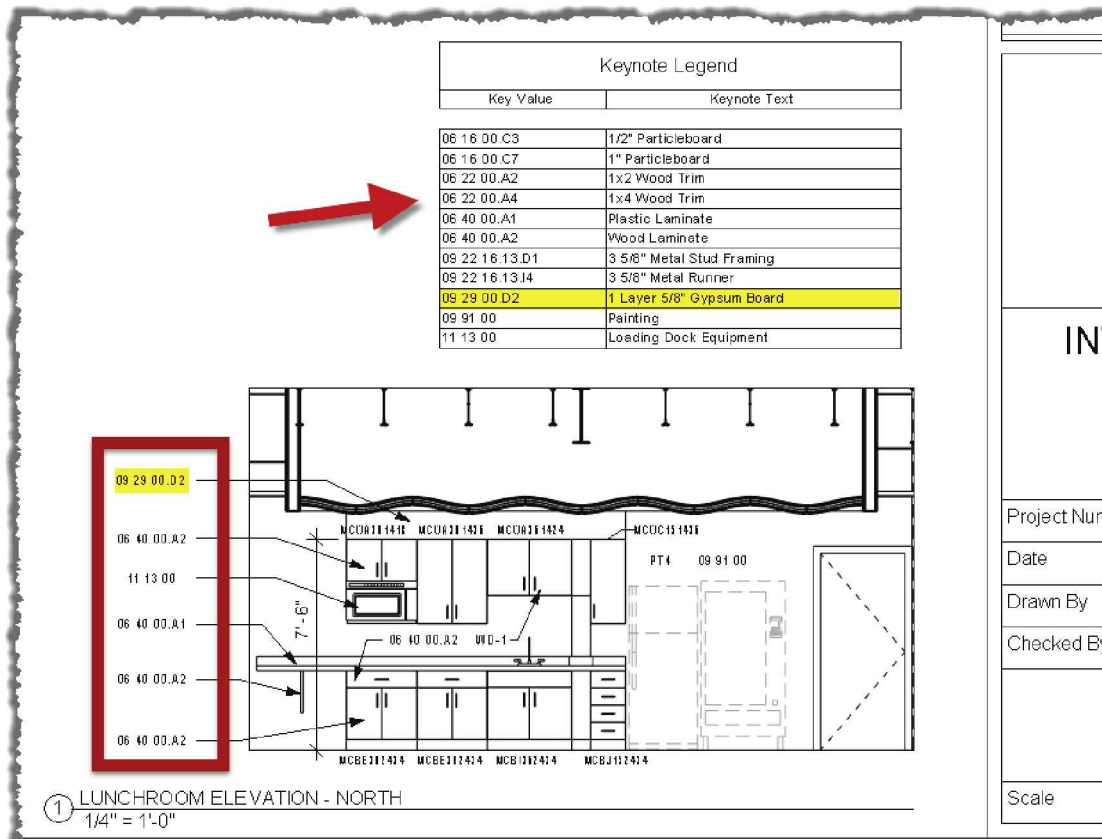 Keynote Legend
Key Value Keynote Text
06 16 00.C3 1/2" Particleboard
06 16 00.C7 1" Particleboard
06 22 00.A2 1x2 Wood Trim
06 22 00.A4 1x4 Wood Trim
06 40 00.A1 Plastic Laminate
06 40 00.A2 Wood Laminate
09 22 16.13.D1 3 5/8" Metal Stud Framing
09 22 16.13.I4 3 5/8" Metal Runner
09 29 00.D2 1 Layer 5/8" Gypsum Board
09 91 00 Painting
11 13 00 Loading Dock Equipment
IN
09 29 00.D2
MCUA301436 MCUA361424 MCUC151436
06 40 00.A2
PT4 09 91 00
11 13 00
7'-6"
06 40 00.A1
06 40 00.A2 WD-1
06 40 00.A2
06 40 00.A2
MCBE302434 MCBE312434 MCBI362434 MCBJ152434
1 LUNCHROOM ELEVATION - NORTH
1/4" = 1'-0"
Project Nur
Date
Drawn By
Checked By
Scale